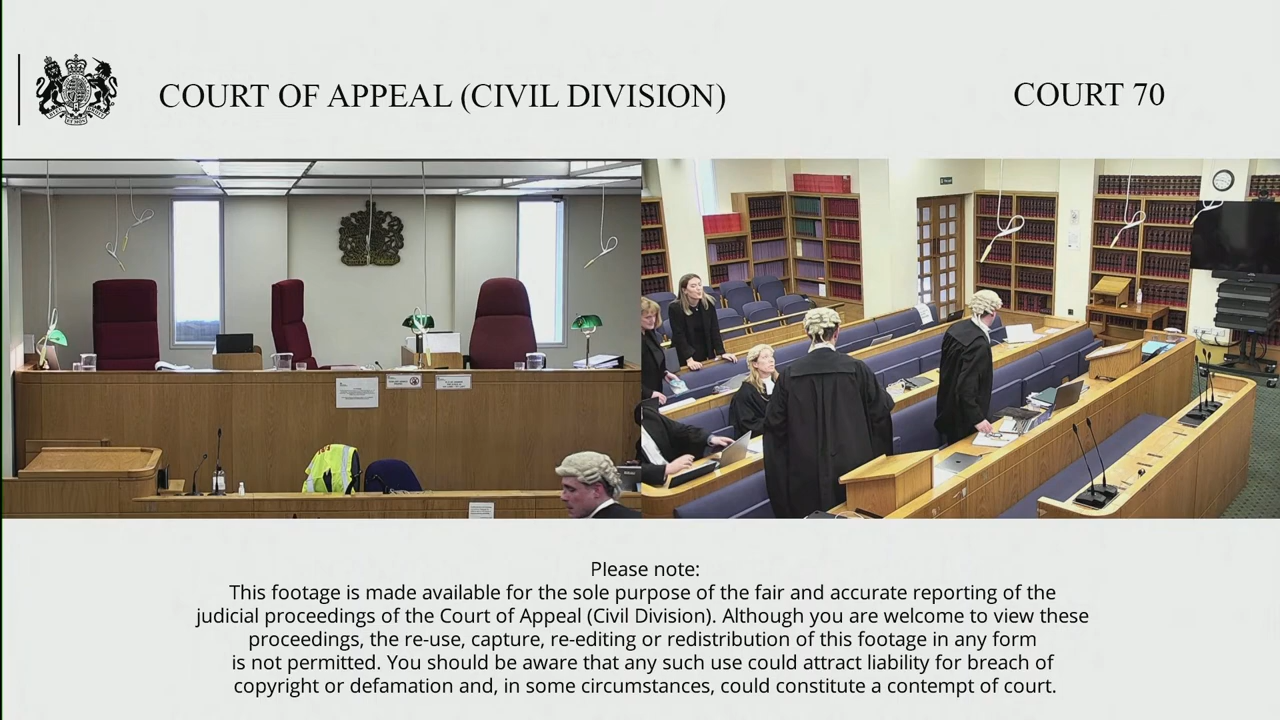 COURT OF APPEAL (CIVIL DIVISION)
COURT 70
Please note:
This footage is made available for the sole purpose of the fair and accurate reporting of the
judicial proceedings of the Court of Appeal (Civil Division). Although you are welcome to view these
proceedings, the re-use, capture, re-editing or redistribution of this footage in any form
is not permitted. You should be aware that any such use could attract liability for breach of
copyright or defamation and, in some circumstances, could constitute a contempt of court.